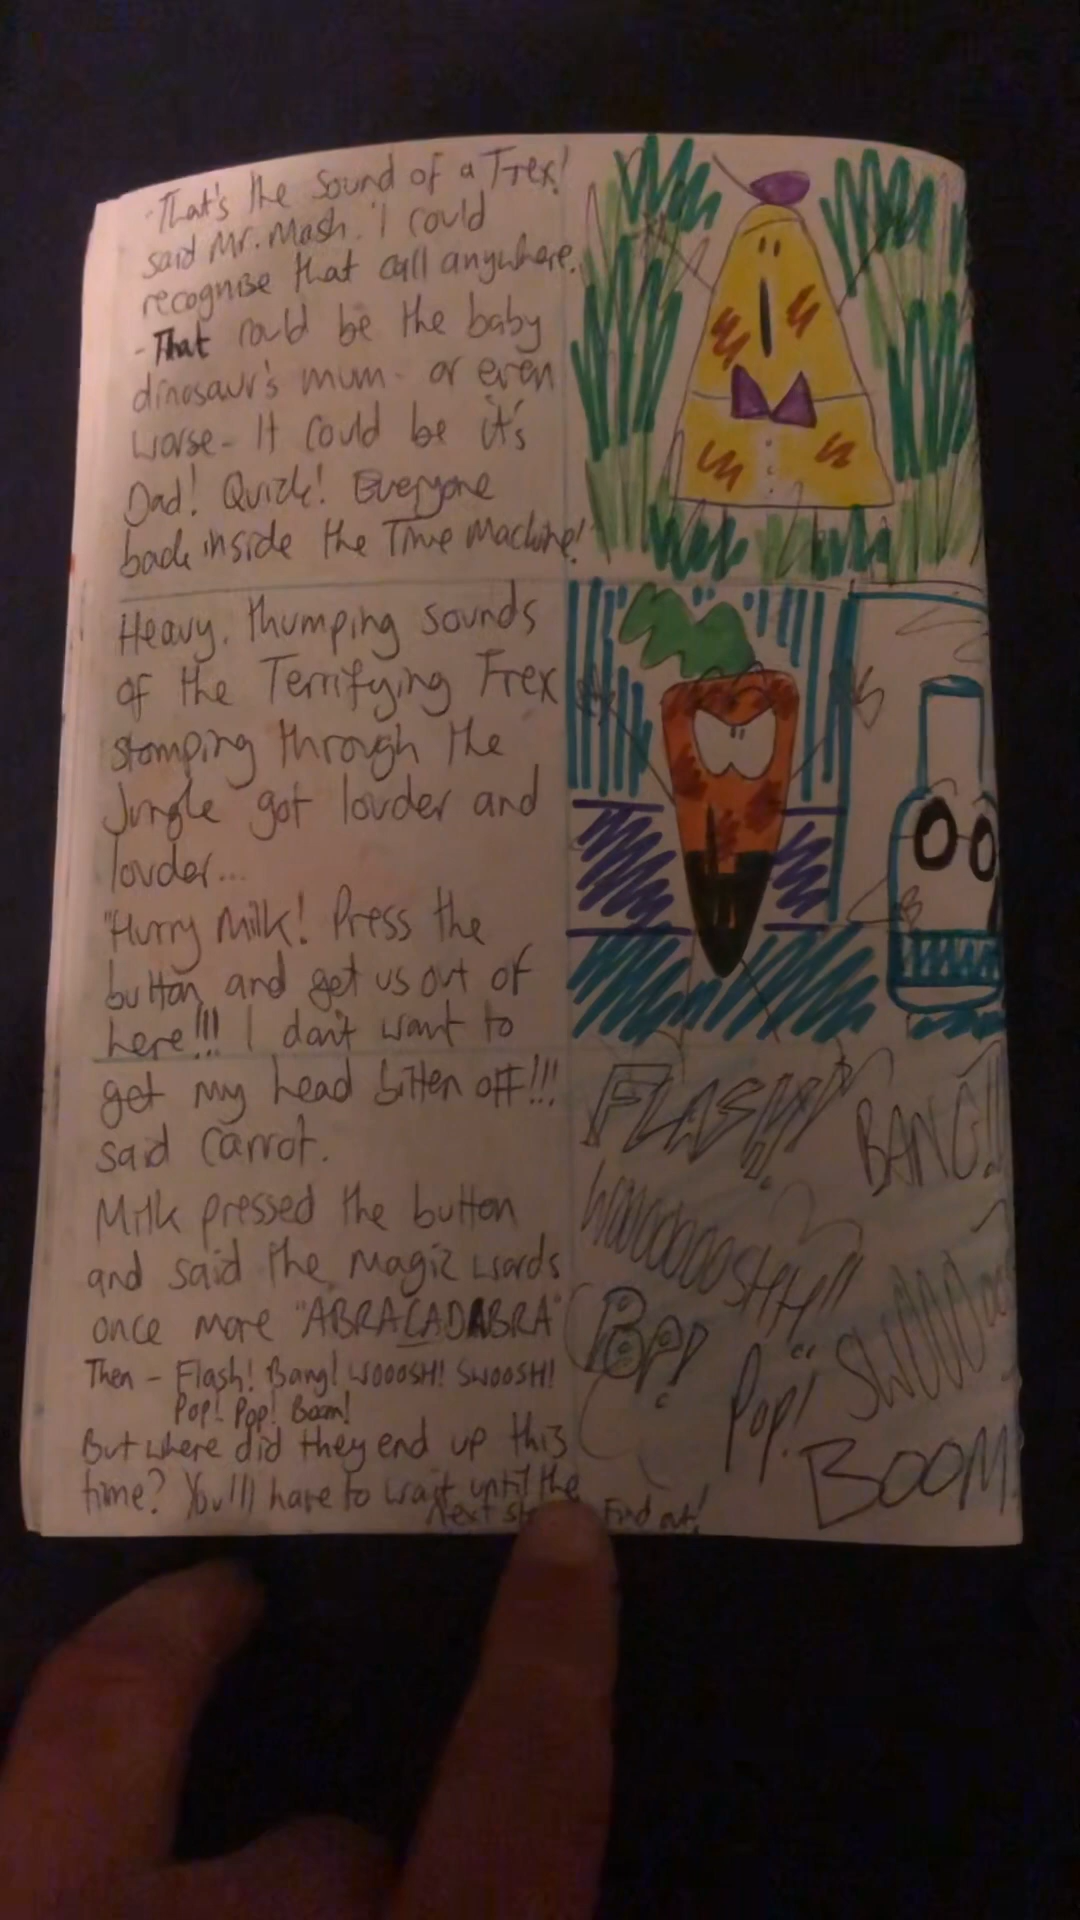 "That's the Sound of a Trex!
said Mr. Mash. 'I could
recognise that call anywhere.
- That could be the baby
dinosaur's mum - or even
worse - It could be it's
Dad! Quick! Everyone
back inside the Time Machine!
Heavy, thumping sounds
of the Terrifying Trex
stomping through the
Jungle got louder and
louder...
"Hurry Milk! Press the
button and get us out of
here!!! I don't want to
get my head bitten off!!!
said Carrot.
Milk pressed the button
and said the Magic words
once more "ABRACADABRA"
Then - Flash! Bang! WOOOSH! SWOOSH!
Pop! Pop! Boom!
But where did they end up this
time? You'll have to wait until the
Next Find out!
FLASH!!!
BANG!!
POP!
Pop!
BOOM